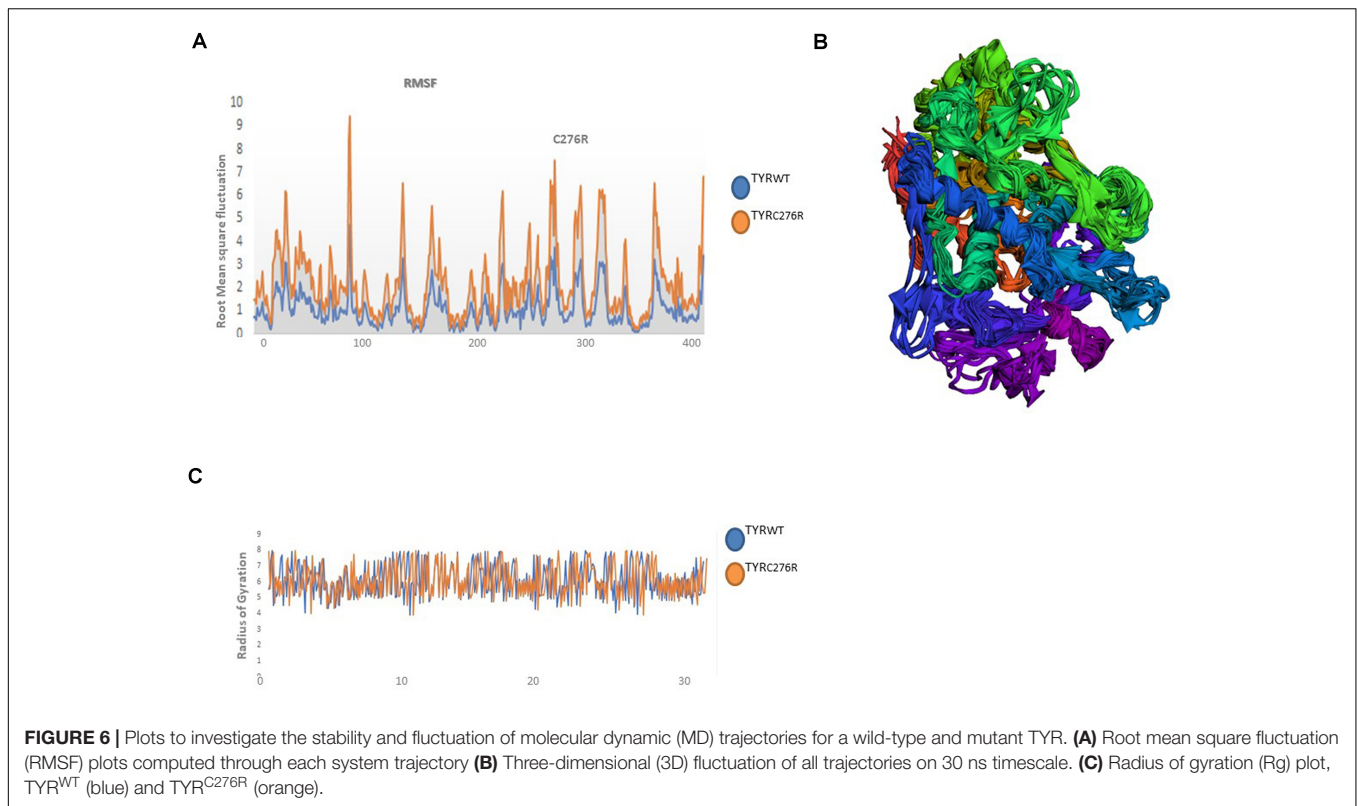 A
B
RMSF
10
9
8
7
6
5
4
3
2
1
0
Root Mean square fluctuation
C276R
0 100 200 300 400
TYRWT
TYRC276R
C
9
8
7
6
5
4
3
2
1
Radius of Gyration
0 10 20 30
TYRWT
TYRC276R
FIGURE 6 | Plots to investigate the stability and fluctuation of molecular dynamic (MD) trajectories for a wild-type and mutant TYR. (A) Root mean square fluctuation
(RMSF) plots computed through each system trajectory (B) Three-dimensional (3D) fluctuation of all trajectories on 30 ns timescale. (C) Radius of gyration (Rg) plot,
TYRWT (blue) and TYRC276R (orange).